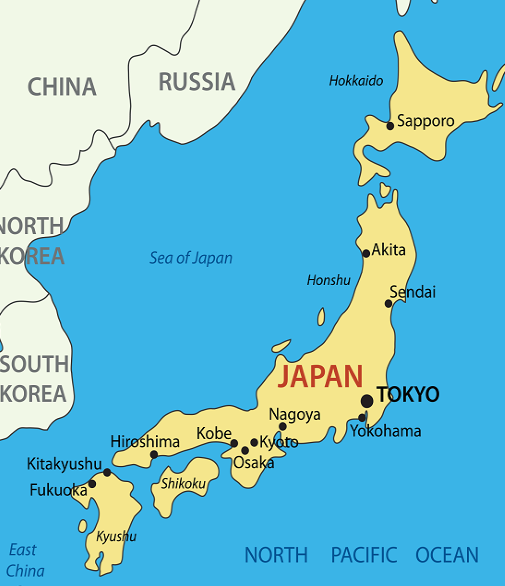 Hokkaido
CHINA
RUSSIA
Sapporo
NORTH
KOREA
Akita
Sea of Japan
Honshu
Sendai
SOUTH
KOREA
JAPAN
TOKYO
Nagoya
Yokohama
Kobe
Kyoto
Hiroshima
Osaka
Kitakyushu
Shikoku
Fukuoka
Kyushu
East
China
NORTH PACIFIC OCEAN